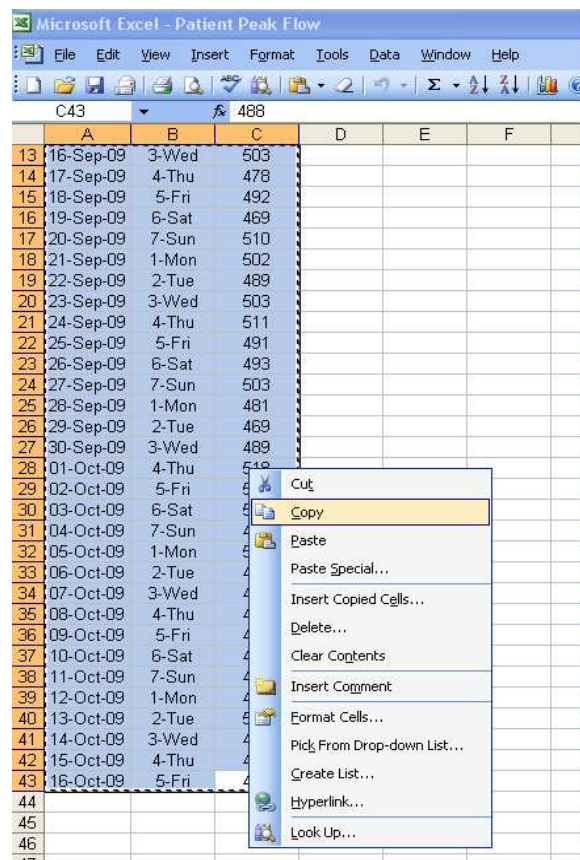 Microsoft Excel - Patient Peak Flow
File Edit View Insert Format Tools Data Window Help
C43 fx 488
A B C D E F
13 16-Sep-09 3-Wed 503
14 17-Sep-09 4-Thu 478
15 18-Sep-09 5-Fri 492
16 19-Sep-09 6-Sat 469
17 20-Sep-09 7-Sun 510
18 21-Sep-09 1-Mon 502
19 22-Sep-09 2-Tue 489
20 23-Sep-09 3-Wed 503
21 24-Sep-09 4-Thu 511
22 25-Sep-09 5-Fri 491
23 26-Sep-09 6-Sat 493
24 27-Sep-09 7-Sun 503
25 28-Sep-09 1-Mon 481
26 29-Sep-09 2-Tue 469
27 30-Sep-09 3-Wed 489
28 01-Oct-09 4-Thu
29 02-Oct-09 5-Fri
30 03-Oct-09 6-Sat
31 04-Oct-09 7-Sun
32 05-Oct-09 1-Mon
33 06-Oct-09 2-Tue
34 07-Oct-09 3-Wed
35 08-Oct-09 4-Thu
36 09-Oct-09 5-Fri
37 10-Oct-09 6-Sat
38 11-Oct-09 7-Sun
39 12-Oct-09 1-Mon
40 13-Oct-09 2-Tue
41 14-Oct-09 3-Wed
42 15-Oct-09 4-Thu
43 16-Oct-09 5-Fri
44
45
46
Cut
Copy
Paste
Paste Special...
Insert Copied Cells...
Delete...
Clear Contents
Insert Comment
Format Cells...
Pick From Drop-down List...
Create List...
Hyperlink...
Look Up...